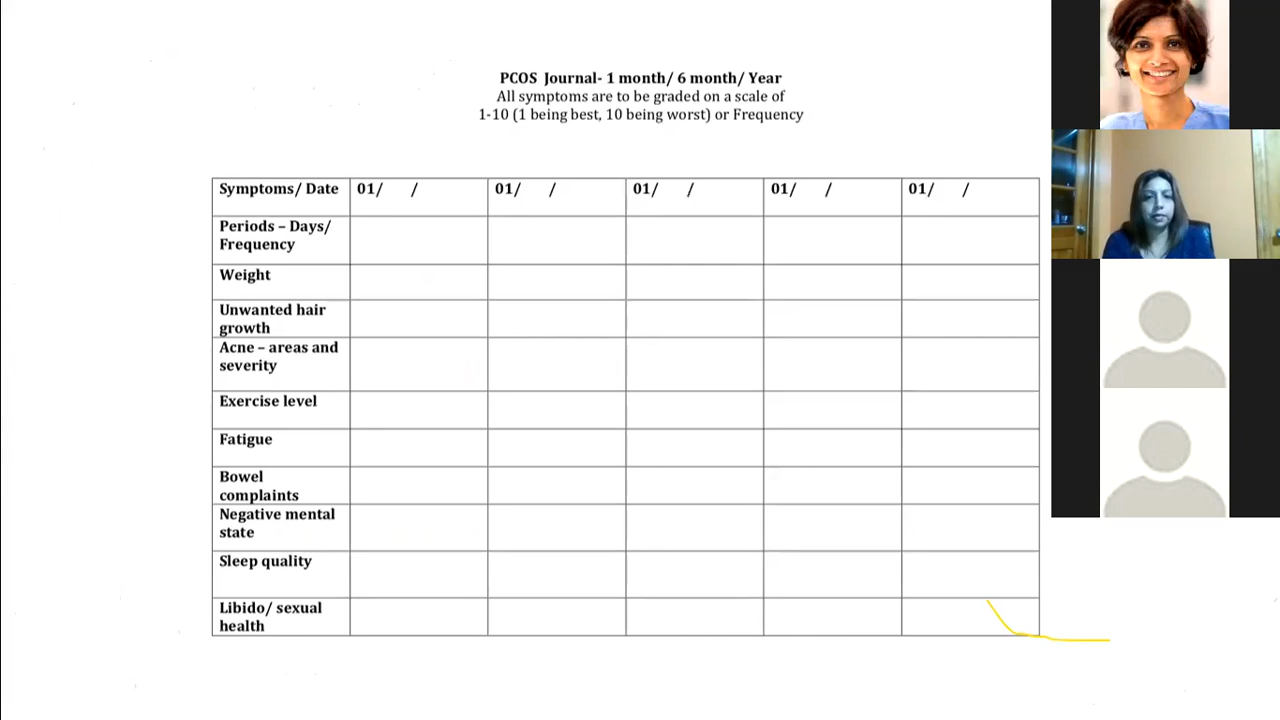 PCOS Journal- 1 month/ 6 month/ Year
All symptoms are to be graded on a scale of
1-10 (1 being best, 10 being worst) or Frequency
Symptoms/ Date 01/ / 01/ / 01/ / 01/ / 01/ /
Periods – Days/
Frequency
Weight
Unwanted hair
growth
Acne – areas and
severity
Exercise level
Fatigue
Bowel
complaints
Negative mental
state
Sleep quality
Libido/ sexual
health